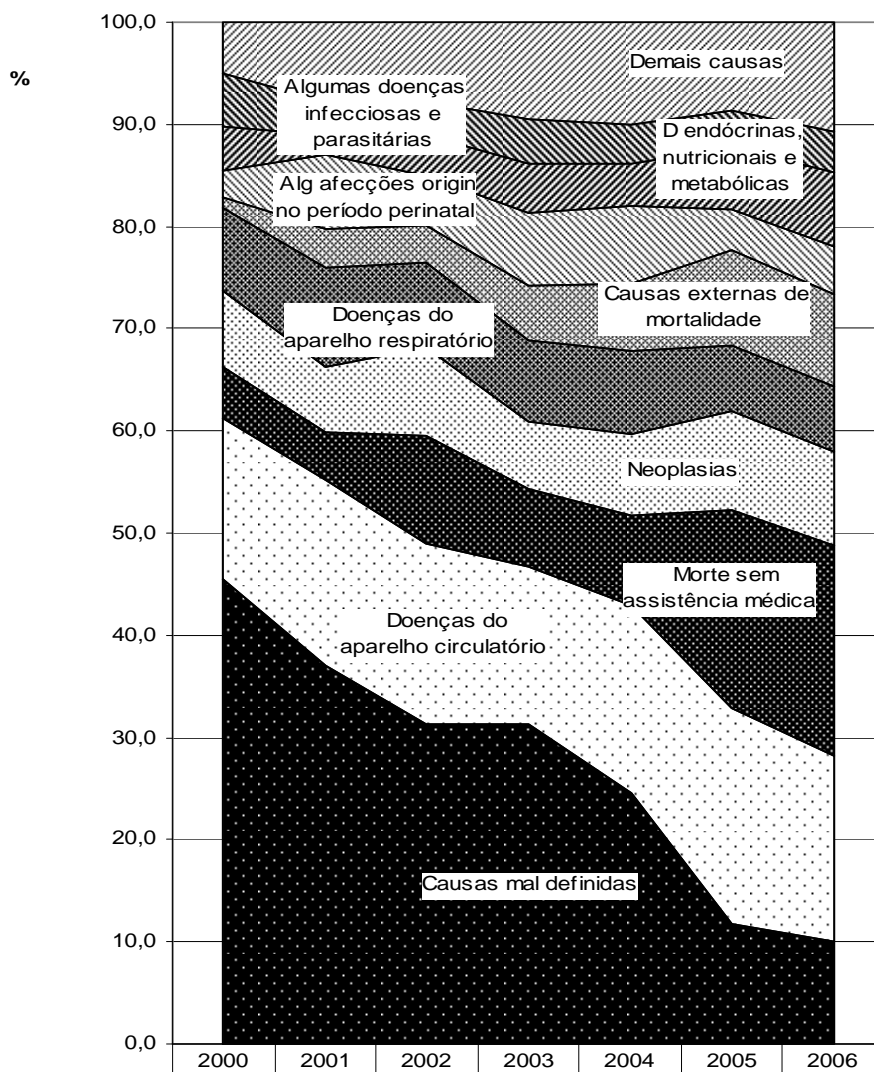 100,0
%
90,0
80,0
70,0
60,0
50,0
40,0
30,0
20,0
10,0
0,0
Demais causas
Algumas doenças
infecciosas e
parasitárias
D endócrinas,
nutricionais e
metabólicas
Alg afecções origin
no período perinatal
Causas externas de
mortalidade
Doenças do
aparelho respiratório
Neoplasias
Morte sem
assistência médica
Doenças do
aparelho circulatório
Causas mal definidas
2000 2001 2002 2003 2004 2005 2006